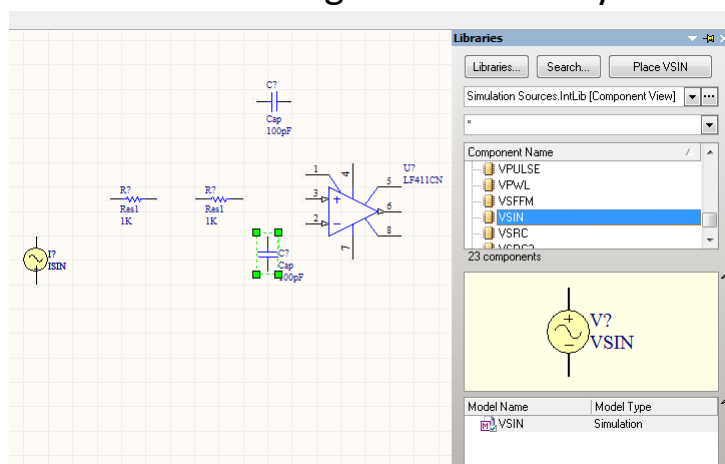 C?
Cap
100pF
R?
Res1
1K
R?
Res1
1K
1
4
5
3
6
2
8
7
U?
LF411CN
C?
Cap
100pF
I?
ISIN
Libraries
Libraries...
Search...
Place VSIN
Simulation Sources.IntLib [Component View]
...
*
Component Name
VPULSE
VPWL
VSFFM
VSIN
VSRC
VSRC2
23 components
V?
VSIN
Model Name
Model Type
VSIN
Simulation